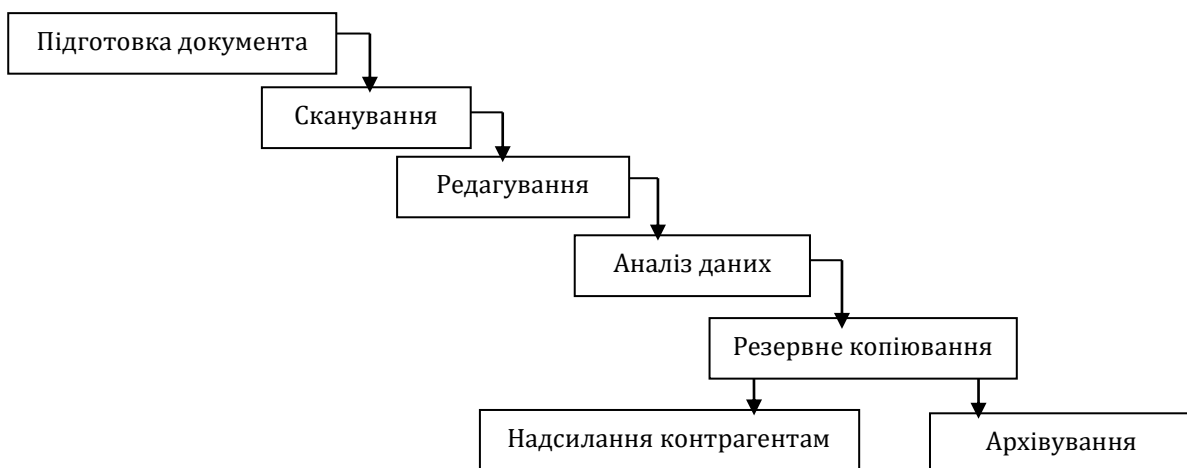 Підготовка документа
Сканування
Редагування
Аналіз даних
Резервне копіювання
Надсилання контрагентам
Архівування